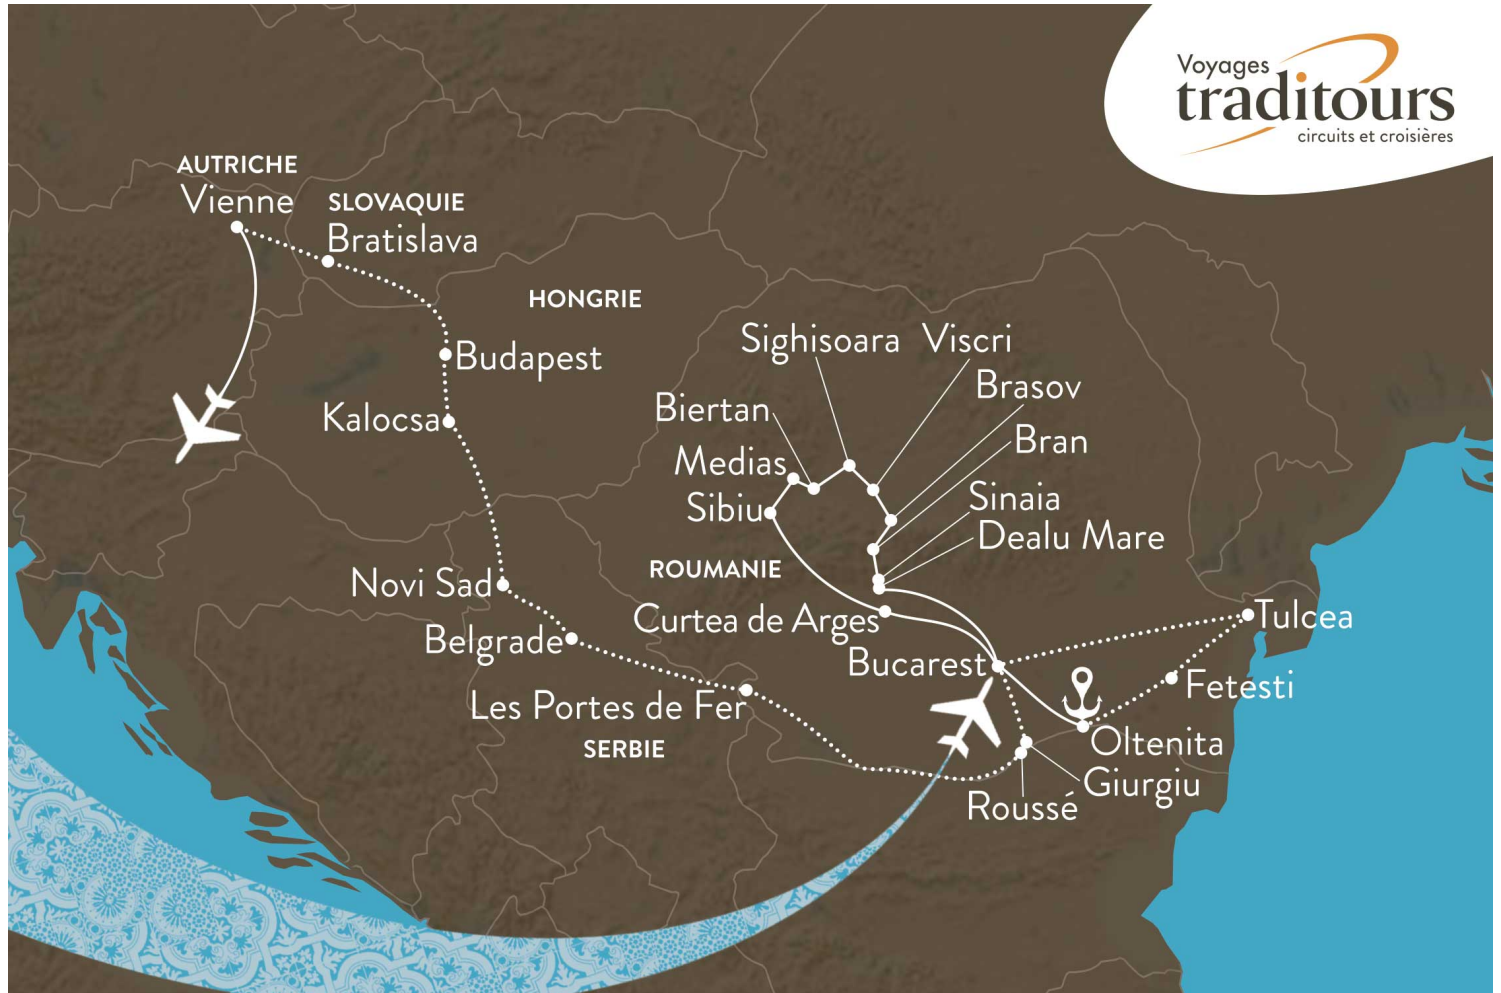 Voyages
traditours
circuits et croisières
AUTRICHE
Vienne
SLOVAQUIE
Bratislava
HONGRIE
Budapest
Kalocsa
Sighisoara
Viscri
Brasov
Biertan
Bran
Medias
Sibiu
Sinaia
Dealu Mare
ROUMANIE
Novi Sad
Curtea de Arges
Tulcea
Belgrade
Bucarest
Fetesti
Les Portes de Fer
SERBIE
Oltenita
Giurgiu
Roussé